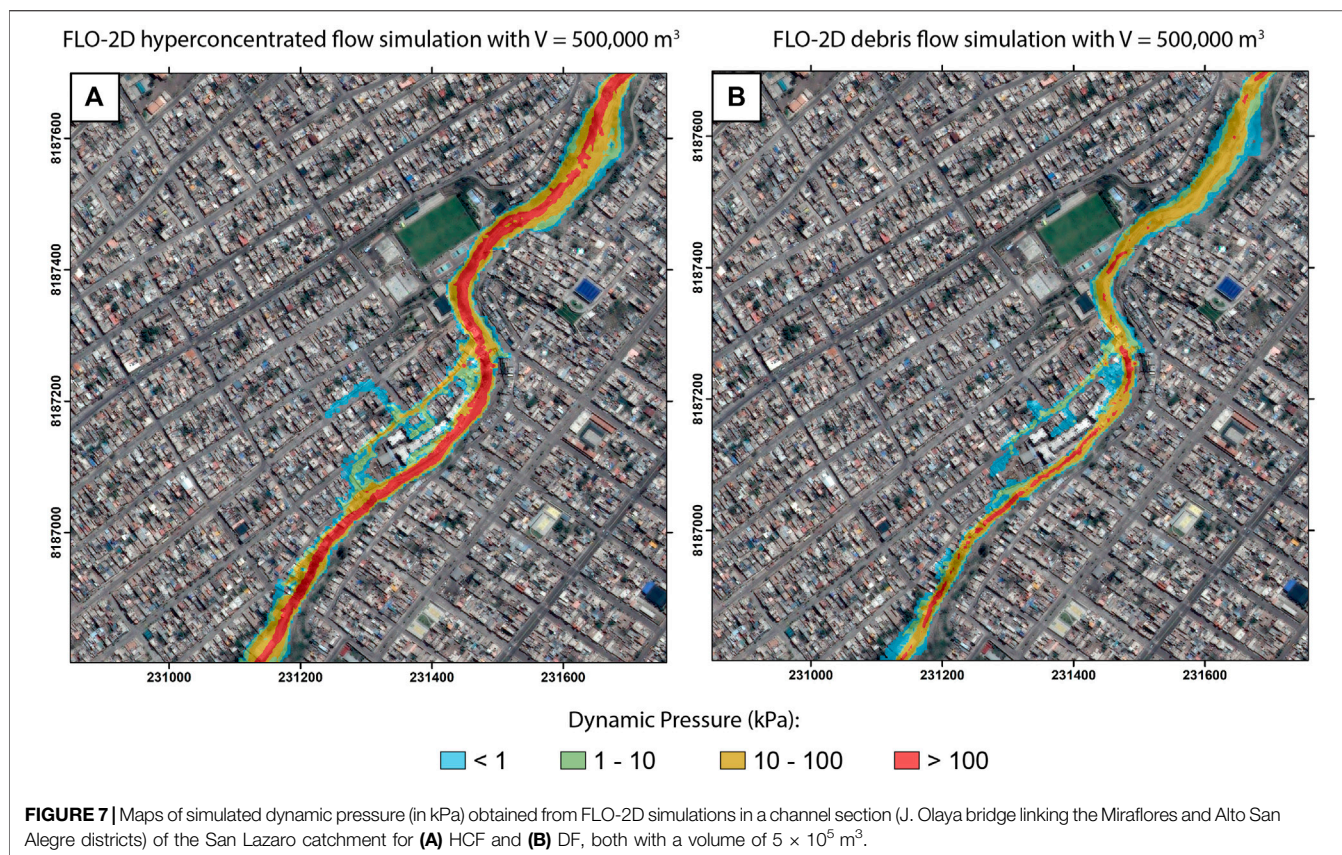 FLO-2D hyperconcentrated flow simulation with V = 500,000 m³
FLO-2D debris flow simulation with V = 500,000 m³
A
B
8187600
8187400
8187200
8187000
8187600
8187400
8187200
8187000
231000
231200
231400
231600
231000
231200
231400
231600
Dynamic Pressure (kPa):
< 1
1 - 10
10 - 100
> 100
FIGURE 7 | Maps of simulated dynamic pressure (in kPa) obtained from FLO-2D simulations in a channel section (J. Olaya bridge linking the Miraflores and Alto San
Alegre districts) of the San Lazaro catchment for (A) HCF and (B) DF, both with a volume of 5 × 10⁵ m³.